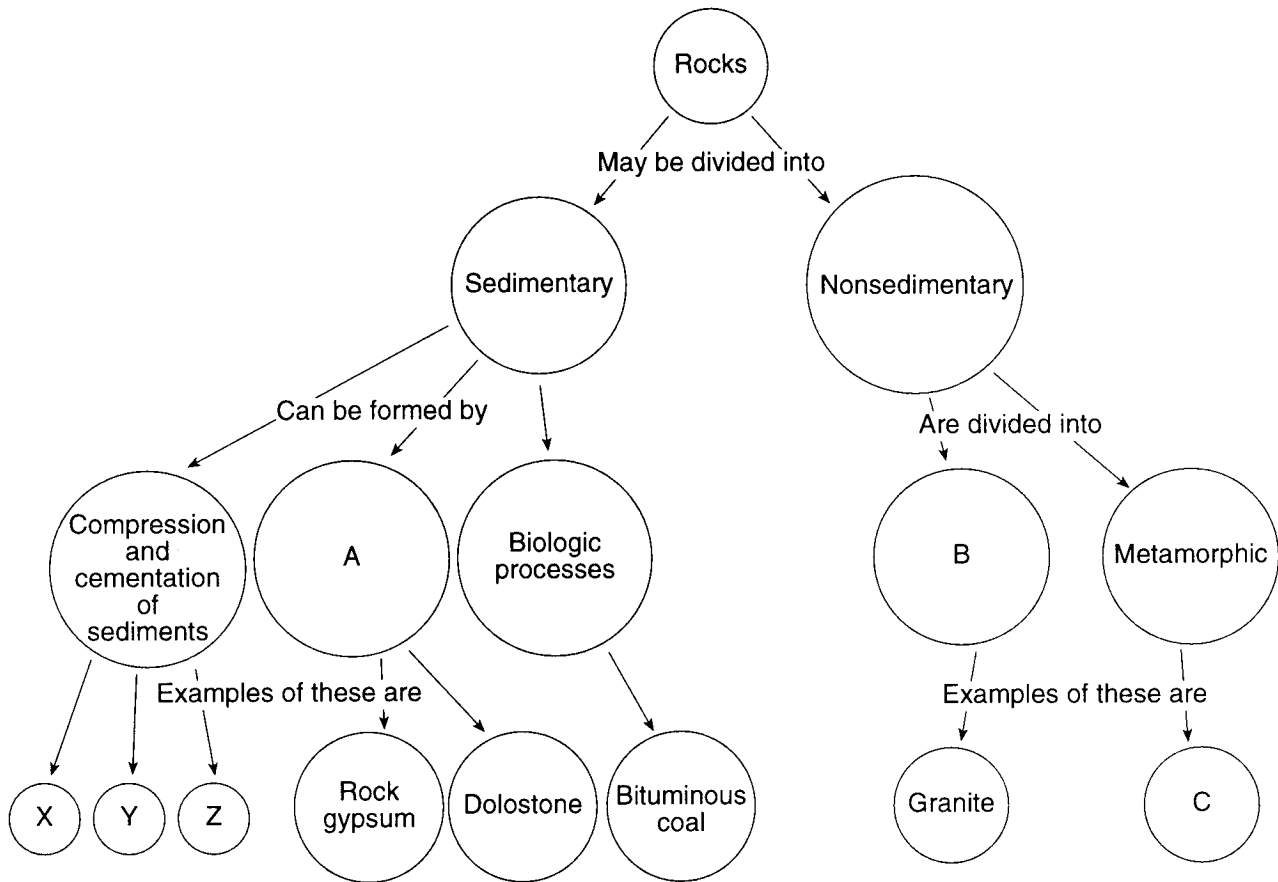 Rocks
May be divided into
Sedimentary
Nonsedimentary
Can be formed by
Are divided into
Compression
and
cementation
of
sediments
A
Biologic
processes
B
Metamorphic
Examples of these are
Examples of these are
X
Y
Z
Rock
gypsum
Dolostone
Bituminous
coal
Granite
C